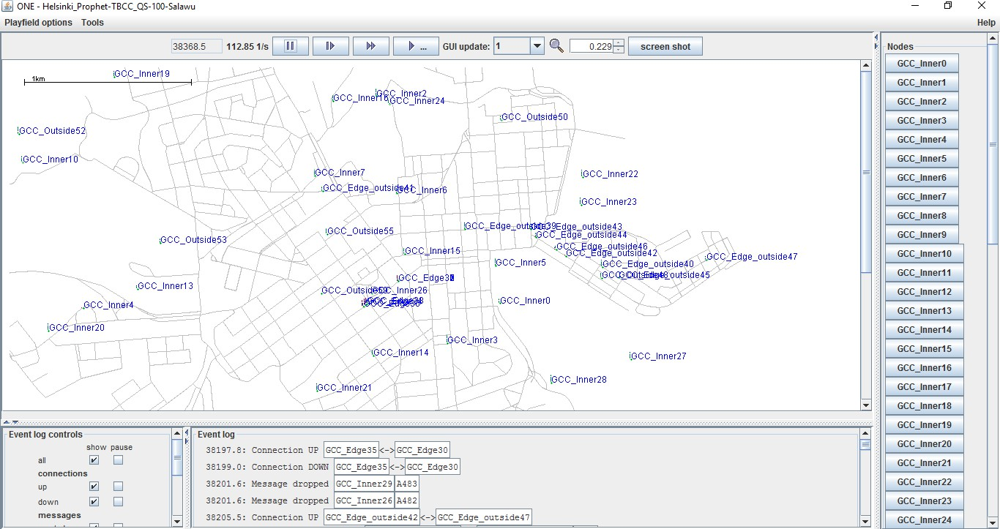 ONE - Helsinki_Prophet-TBCC_QS-100-Salawu
Playfield options Tools Help
38368.5 112.85 1/s ... GUI update: 1 0.229 screen shot
1km
GCC_Inner19
GCC_Inner2
GCC_Inner16
GCC_Inner24
GCC_Outside50
GCC_Outside52
GCC_Inner10
GCC_Inner7
GCC_Inner22
GCC_Edge_outside41
GCC_Inner6
GCC_Inner23
GCC_Edge_outside39
GCC_Edge_outside43
GCC_Outside55
GCC_Edge_outside44
GCC_Outside53
GCC_Edge_outside46
GCC_Inner15
GCC_Edge_outside42
GCC_Edge_outside47
GCC_Inner5
GCC_Edge_outside40
GCC_Edge_outside45
GCC_Inner13
GCC_Inner26
GCC_Inner0
GCC_Inner4
GCC_Inner20
GCC_Inner3
GCC_Inner14
GCC_Inner27
GCC_Inner28
GCC_Inner21
Nodes
GCC_Inner0
GCC_Inner1
GCC_Inner2
GCC_Inner3
GCC_Inner4
GCC_Inner5
GCC_Inner6
GCC_Inner7
GCC_Inner8
GCC_Inner9
GCC_Inner10
GCC_Inner11
GCC_Inner12
GCC_Inner13
GCC_Inner14
GCC_Inner15
GCC_Inner16
GCC_Inner17
GCC_Inner18
GCC_Inner19
GCC_Inner20
GCC_Inner21
GCC_Inner22
GCC_Inner23
GCC_Inner24
Event log controls
show pause
all
connections
up
down
messages
Event log
38197.8: Connection UP GCC_Edge35 <-> GCC_Edge30
38199.0: Connection DOWN GCC_Edge35 <-> GCC_Edge30
38201.6: Message dropped GCC_Inner29 A483
38201.6: Message dropped GCC_Inner26 A482
38205.5: Connection UP GCC_Edge_outside42 <-> GCC_Edge_outside47